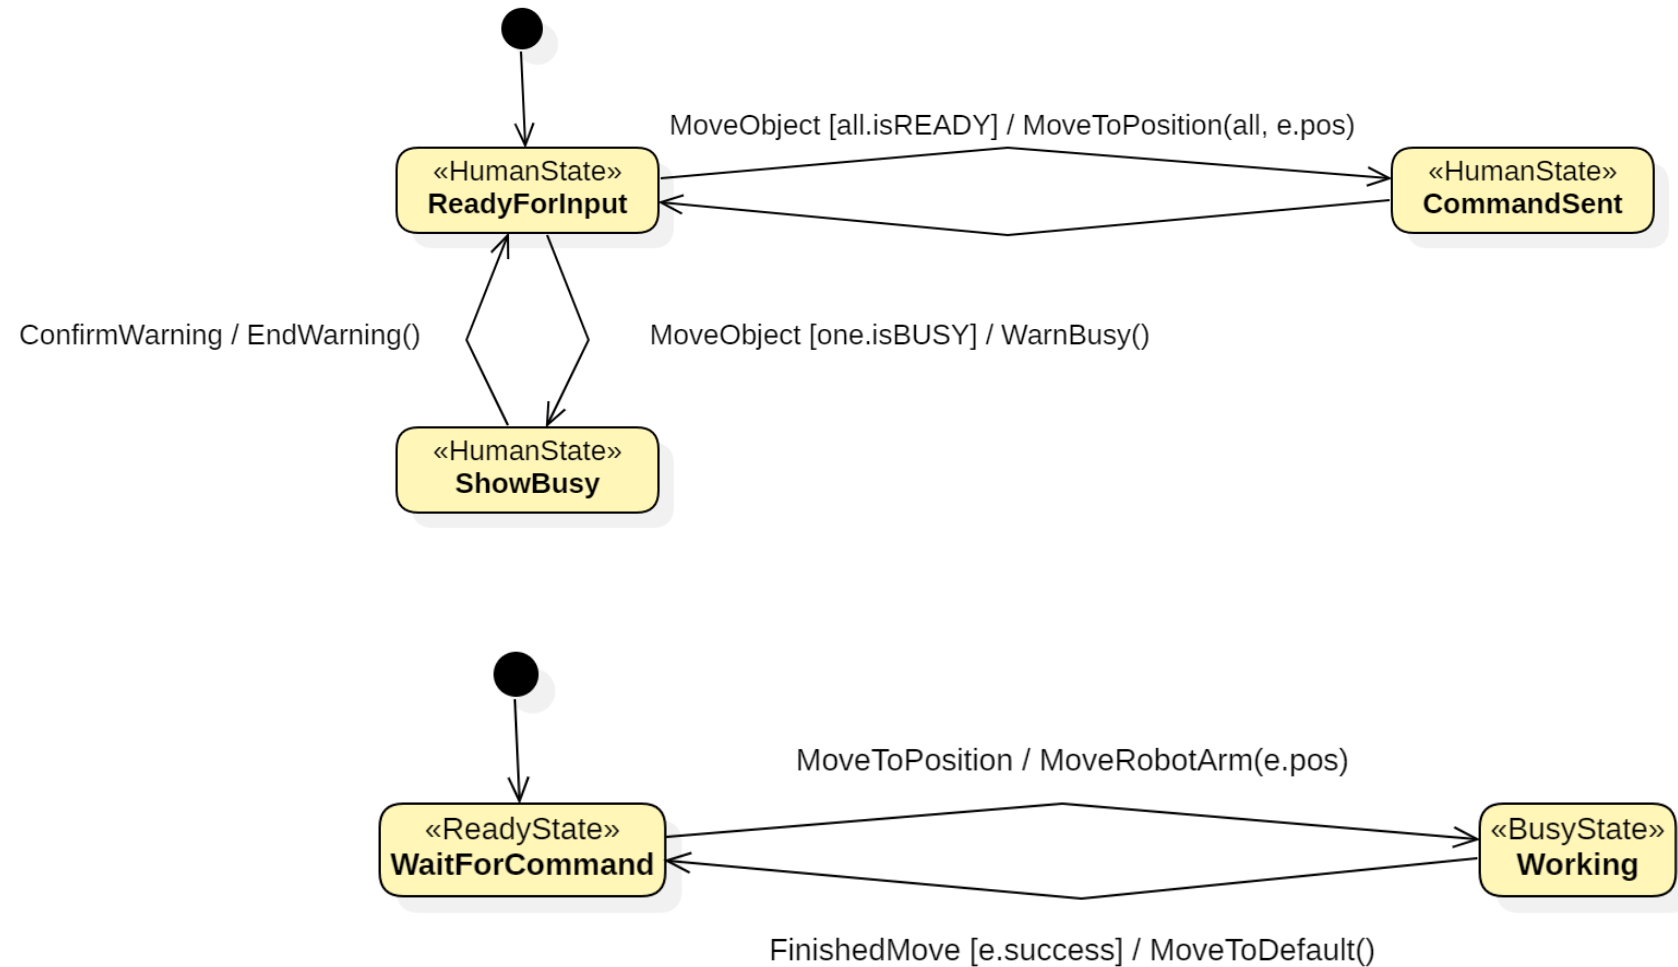 MoveObject [all.isREADY] / MoveToPosition(all, e.pos)
«HumanState»
ReadyForInput
«HumanState»
CommandSent
ConfirmWarning / EndWarning()
MoveObject [one.isBUSY] / WarnBusy()
«HumanState»
ShowBusy
MoveToPosition / MoveRobotArm(e.pos)
«ReadyState»
WaitForCommand
«BusyState»
Working
FinishedMove [e.success] / MoveToDefault()